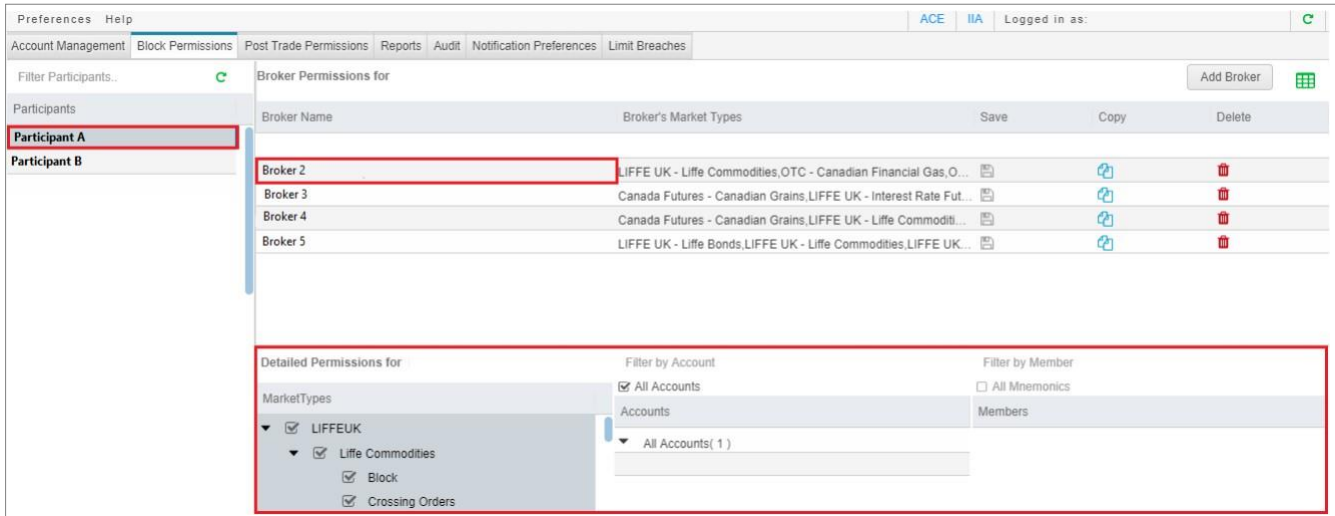 Preferences Help ACE IIA Logged in as:
Account Management Block Permissions Post Trade Permissions Reports Audit Notification Preferences Limit Breaches
Filter Participants.. Broker Permissions for Add Broker
Participants Broker Name Broker's Market Types Save Copy Delete
Participant A
Participant B
Broker 2 LIFFE UK - Liffe Commodities,OTC - Canadian Financial Gas,O...
Broker 3 Canada Futures - Canadian Grains,LIFFE UK - Interest Rate Fut...
Broker 4 Canada Futures - Canadian Grains,LIFFE UK - Liffe Commoditi...
Broker 5 LIFFE UK - Liffe Bonds,LIFFE UK - Liffe Commodities,LIFFE UK...
Detailed Permissions for Filter by Account Filter by Member
All Accounts All Mnemonics
MarketTypes
Accounts Members
LIFFEUK
All Accounts( 1 )
Liffe Commodities
Block
Crossing Orders